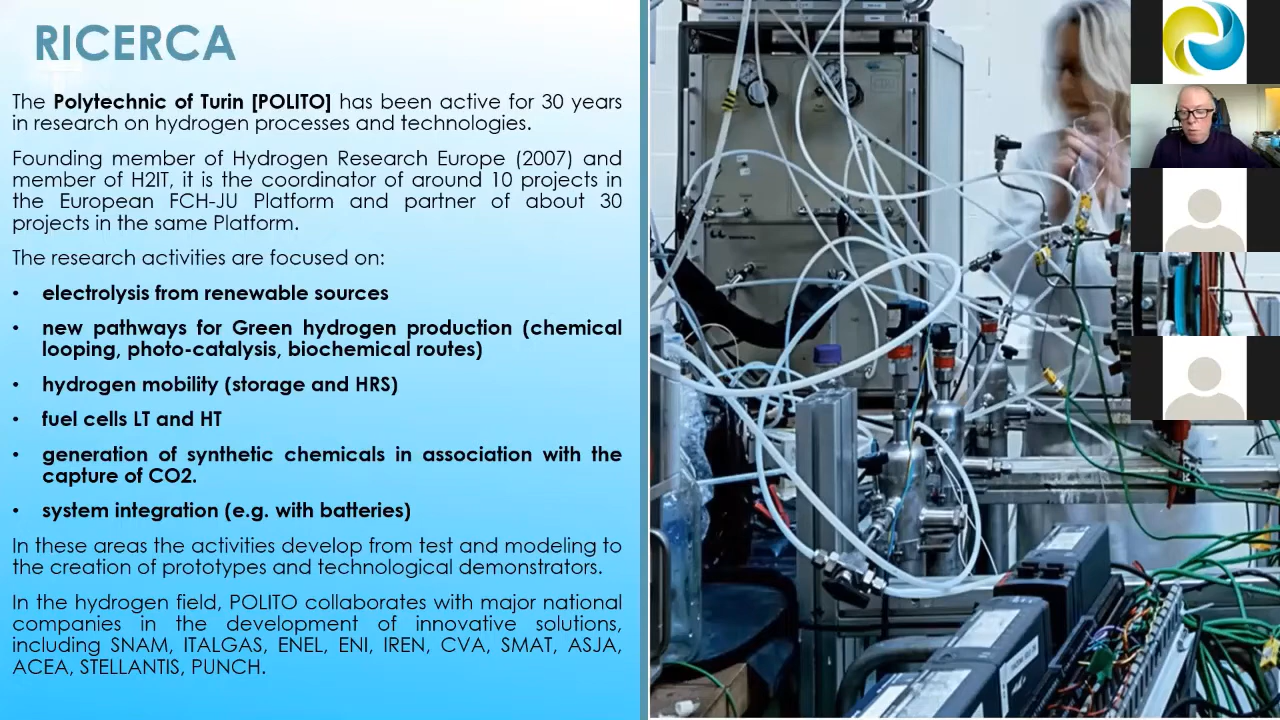 RICERCA
The Polytechnic of Turin [POLITO] has been active for 30 years
in research on hydrogen processes and technologies.
Founding member of Hydrogen Research Europe (2007) and
member of H2IT, it is the coordinator of around 10 projects in
the European FCH-JU Platform and partner of about 30
projects in the same Platform.
The research activities are focused on:
• electrolysis from renewable sources
• new pathways for Green hydrogen production (chemical
looping, photo-catalysis, biochemical routes)
• hydrogen mobility (storage and HRS)
• fuel cells LT and HT
• generation of synthetic chemicals in association with the
capture of CO2.
• system integration (e.g. with batteries)
In these areas the activities develop from test and modeling to
the creation of prototypes and technological demonstrators.
In the hydrogen field, POLITO collaborates with major national
companies in the development of innovative solutions,
including SNAM, ITALGAS, ENEL, ENI, IREN, CVA, SMAT, ASJA,
ACEA, STELLANTIS, PUNCH.